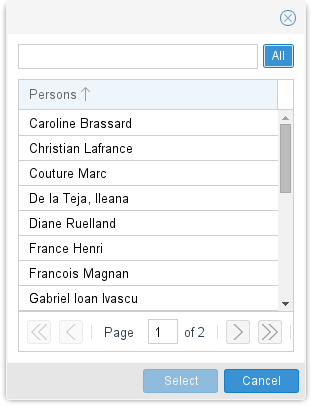 All
Persons
Caroline Brassard
Christian Lafrance
Couture Marc
De la Teja, Ileana
Diane Ruelland
France Henri
Francois Magnan
Gabriel Ioan Ivascu
Page 1 of 2
Select Cancel